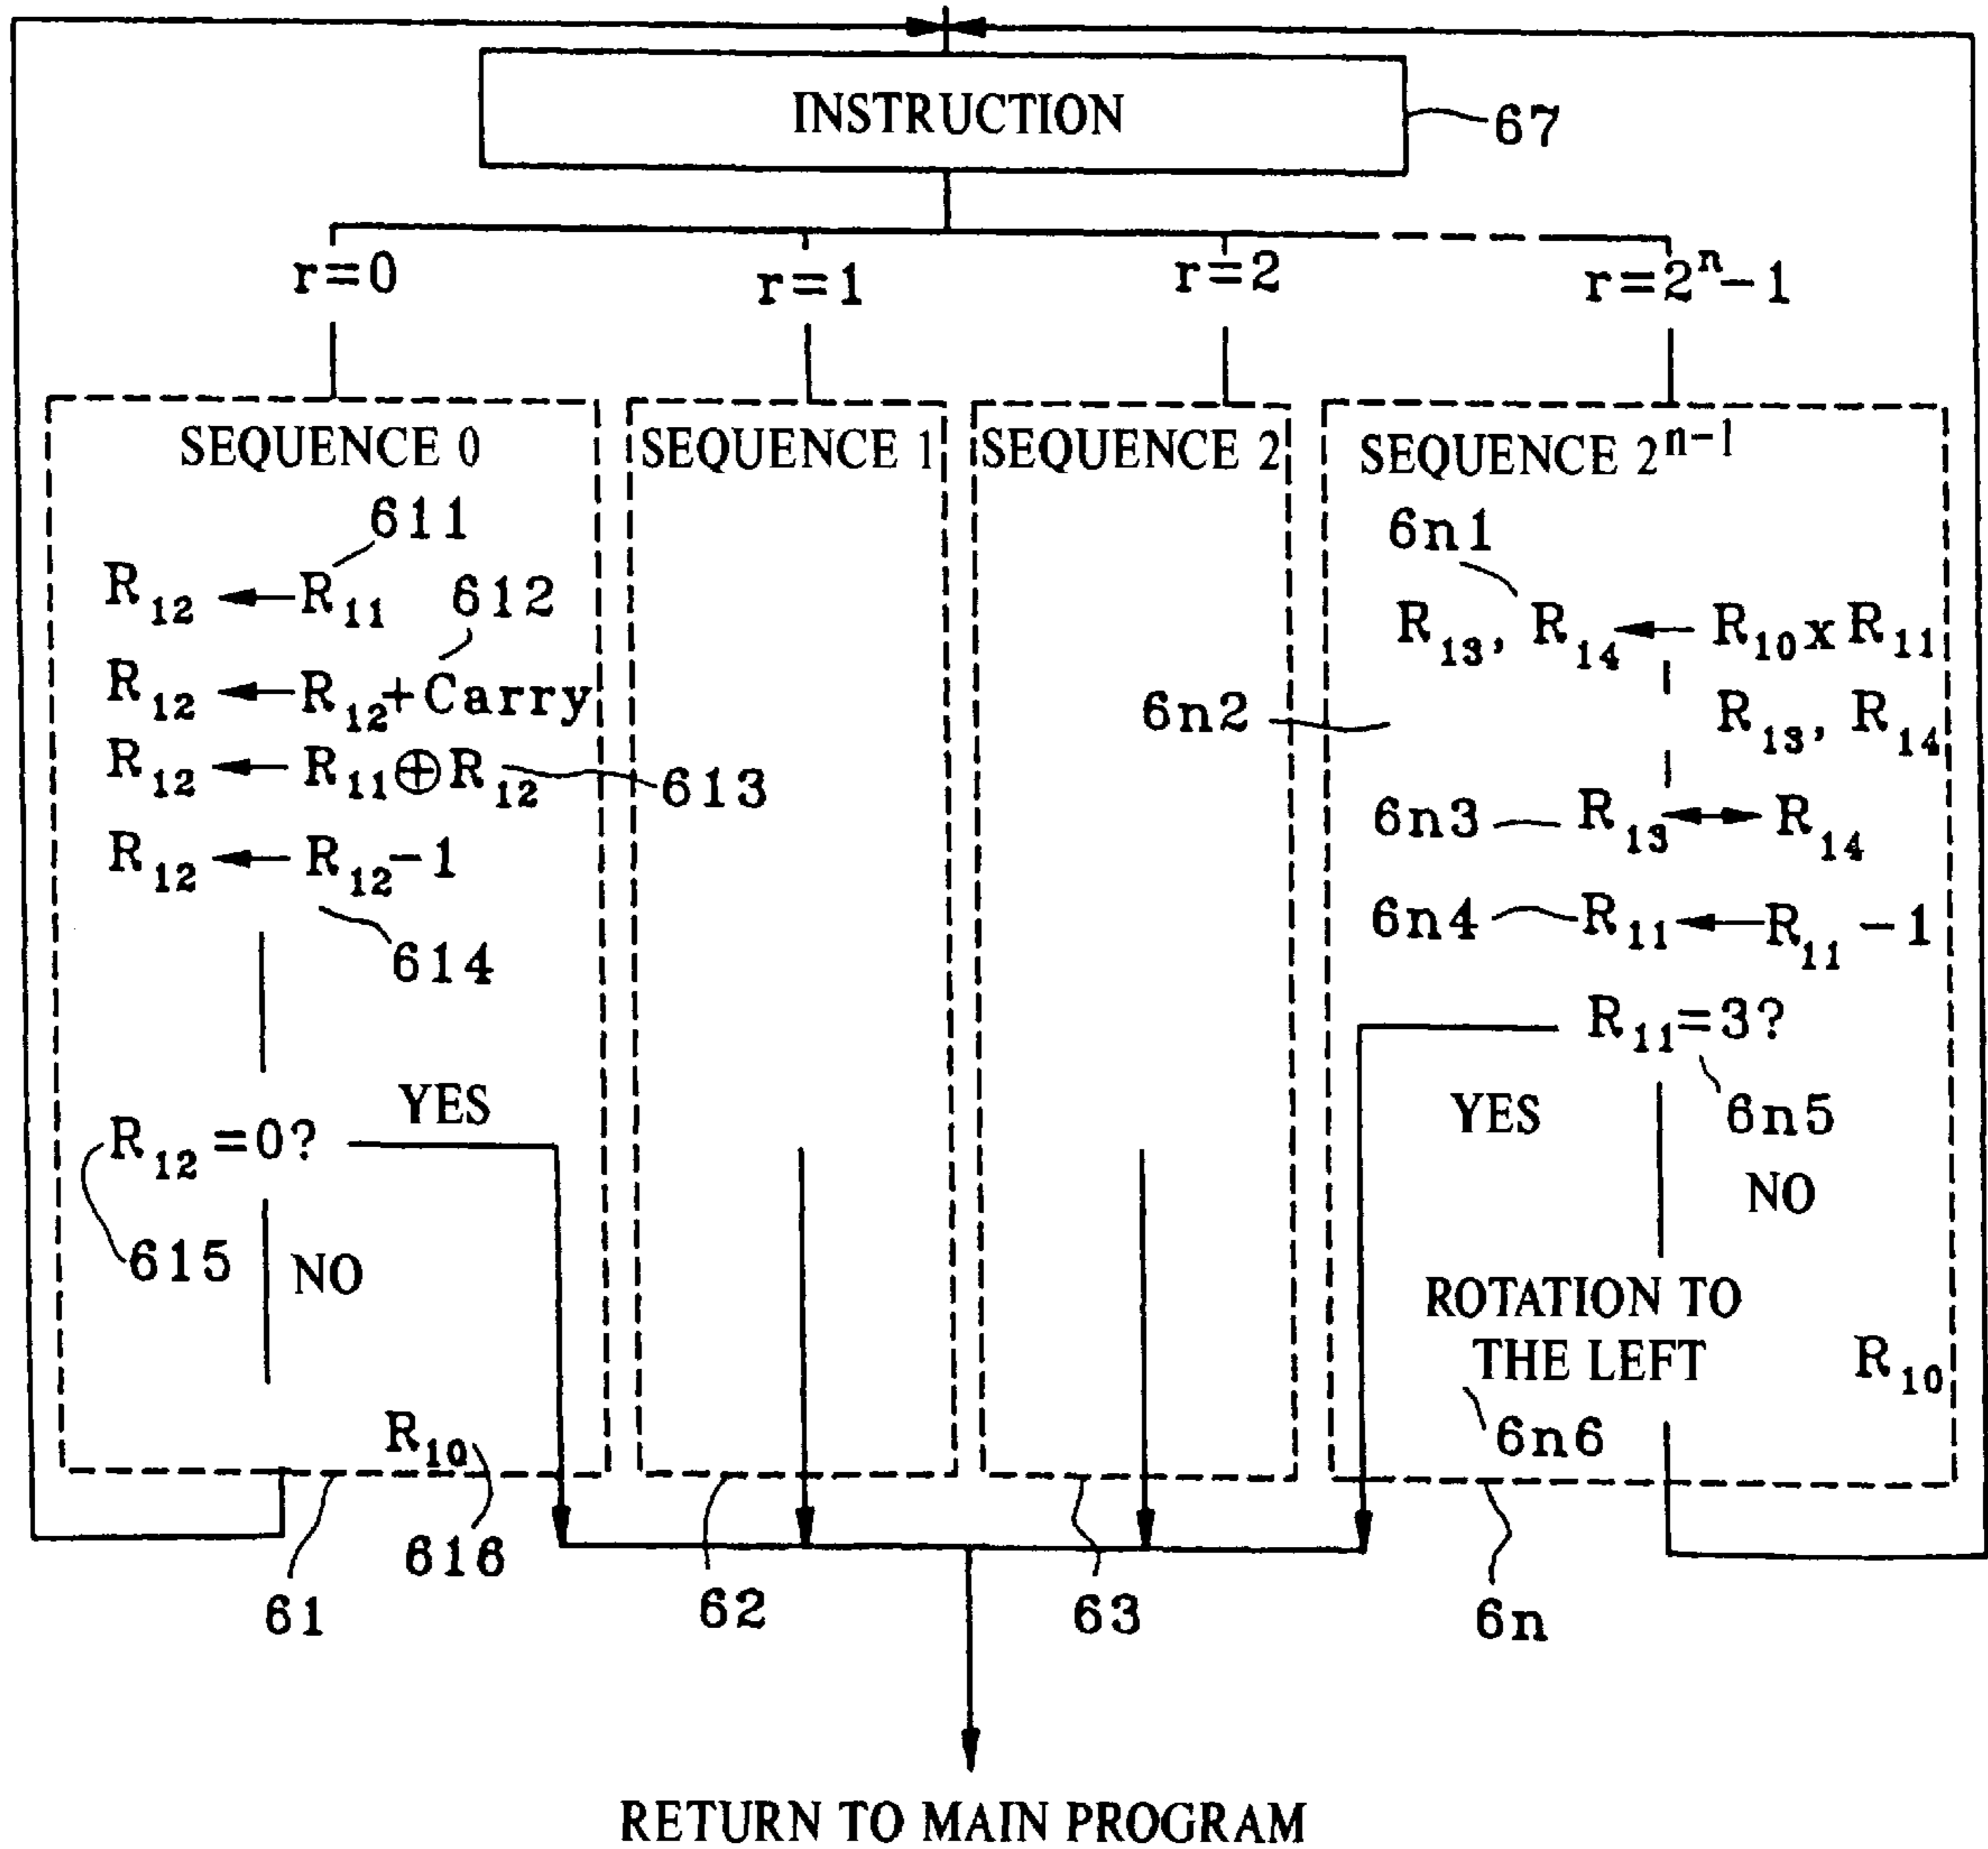 INSTRUCTION
67
r=0
r=1
r=2
r=2ⁿ-1
SEQUENCE 0
611
R₁₂ ← R₁₁
612
R₁₂ ← R₁₂+Carry
R₁₂ ← R₁₁⊕R₁₂
613
R₁₂ ← R₁₂-1
614
R₁₂=0?
YES
615
NO
R₁₀
616
61
SEQUENCE 1
62
SEQUENCE 2
63
SEQUENCE 2ⁿ⁻¹
6n1
R₁₃, R₁₄ ← R₁₀xR₁₁
6n2
R₁₃, R₁₄
6n3
R₁₃ ↔ R₁₄
6n4
R₁₁ ← R₁₁-1
R₁₁=3?
YES
6n5
NO
ROTATION TO
THE LEFT
R₁₀
6n6
6n
RETURN TO MAIN PROGRAM